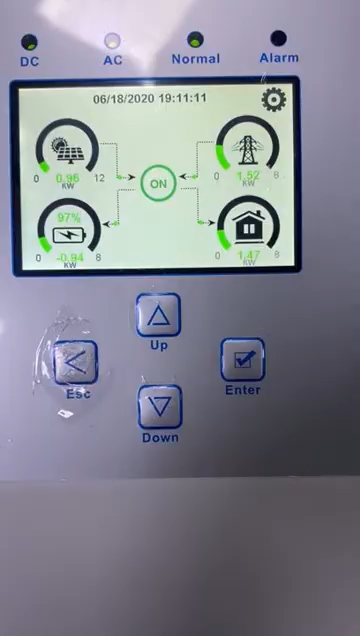 DC AC Normal Alarm
06/18/2020 19:11:11
0 0.96 12
KW
0 1.52 8
KW
ON
97%
0 -0.94 8
KW
0 1.47 8
KW
Up
Esc
Enter
Down